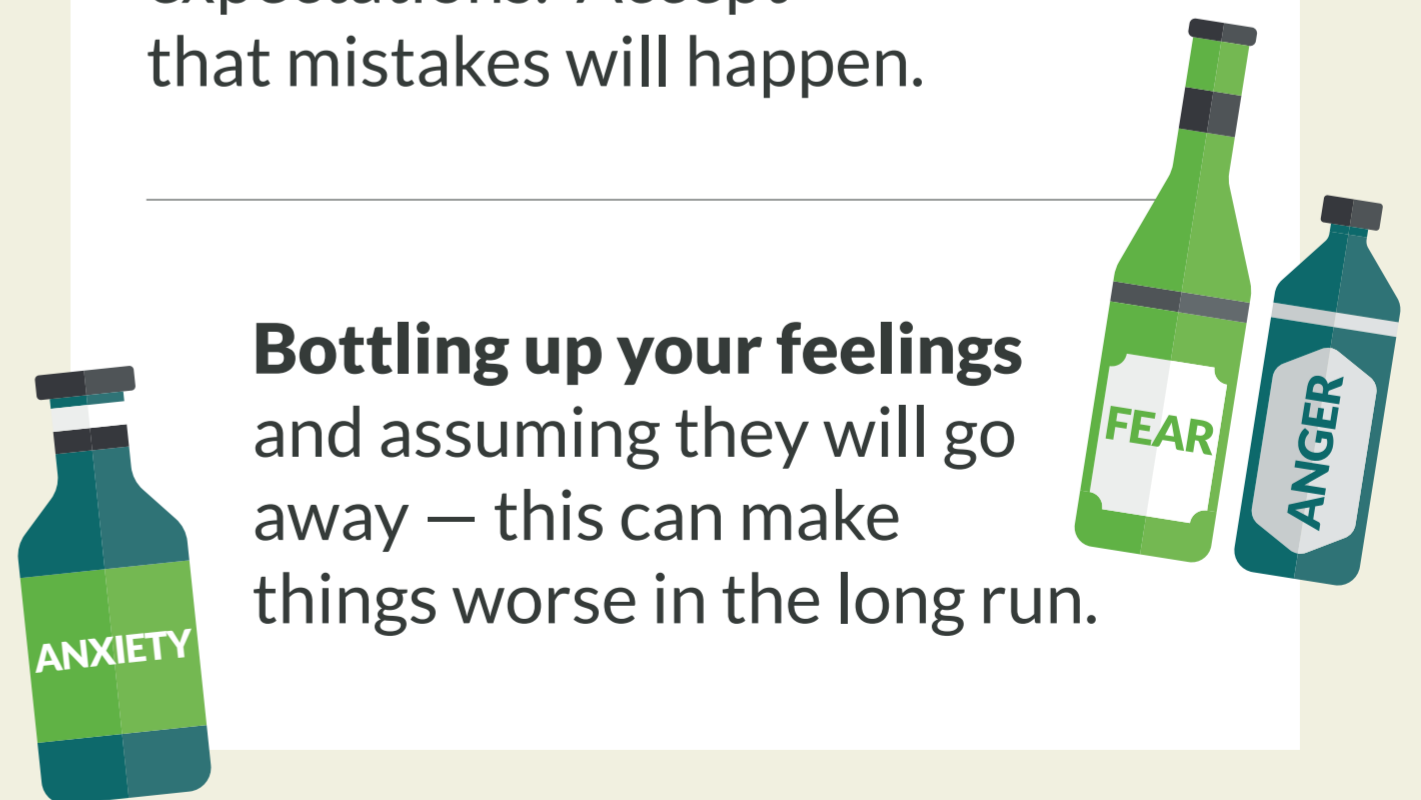 that mistakes will happen.
Bottling up your feelings
and assuming they will go
away — this can make
things worse in the long run.
FEAR
ANGER
ANXIETY